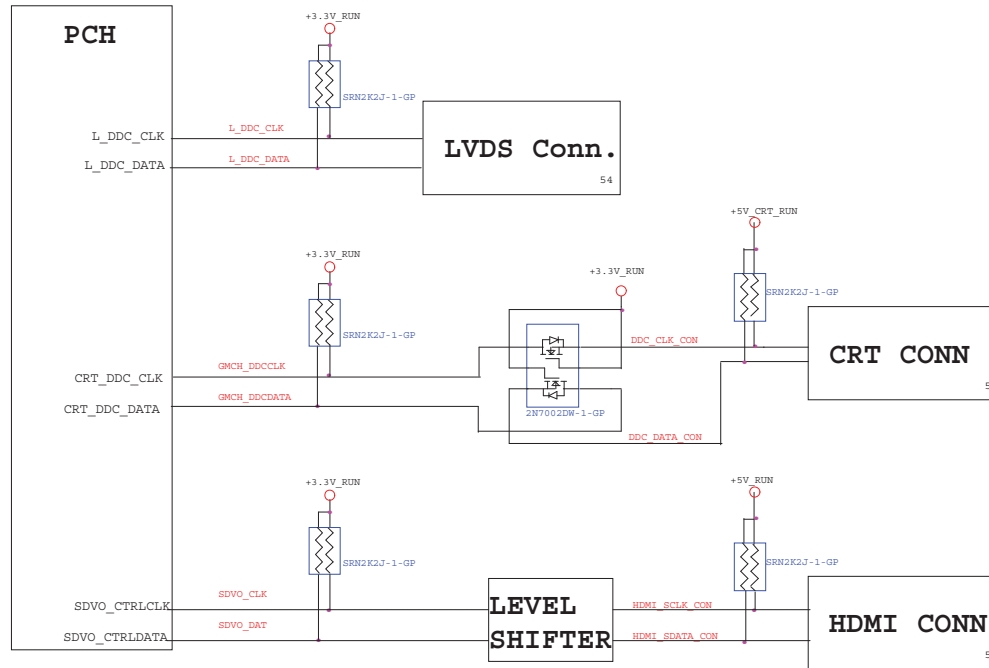 PCH
+3.3V_RUN
SRN2K2J-1-GP
L_DDC_CLK
L_DDC_CLK
L_DDC_DATA
L_DDC_DATA
LVDS Conn.
54
+5V_CRT_RUN
+3.3V_RUN
+3.3V_RUN
SRN2K2J-1-GP
SRN2K2J-1-GP
DDC_CLK_CON
CRT CONN
CRT_DDC_CLK
GMCH_DDCCLK
5
CRT_DDC_DATA
GMCH_DDCDATA
2N7002DW-1-GP
DDC_DATA_CON
+3.3V_RUN
+5V_RUN
SRN2K2J-1-GP
SRN2K2J-1-GP
SDVO_CTRLCLK
SDVO_CLK
LEVEL
SHIFTER
HDMI_SCLK_CON
SDVO_CTRLDATA
SDVO_DAT
HDMI_SDATA_CON
HDMI CONN
5